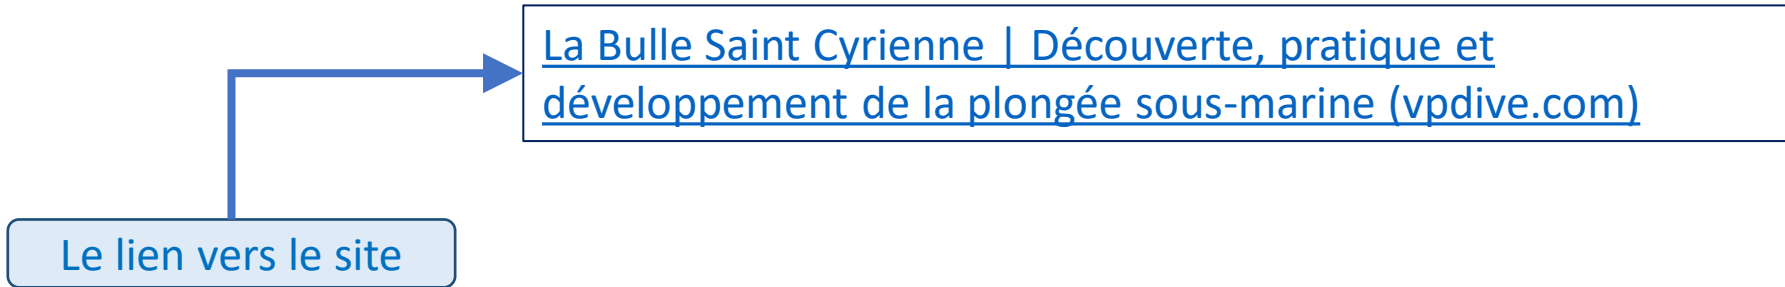 La Bulle Saint Cyrienne | Découverte, pratique et
développement de la plongée sous-marine (vpdive.com)
Le lien vers le site